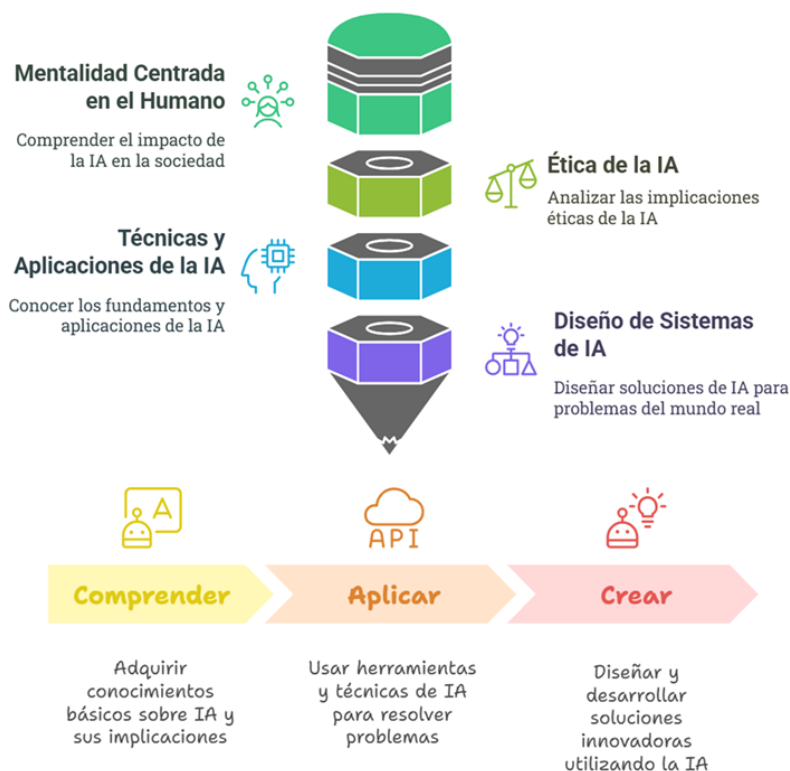 Mentalidad Centrada
en el Humano
Comprender el impacto de
la IA en la sociedad
Ética de la IA
Analizar las implicaciones
éticas de la IA
Técnicas y
Aplicaciones de la IA
Conocer los fundamentos y
aplicaciones de la IA
Diseño de Sistemas
de IA
Diseñar soluciones de IA para
problemas del mundo real
A
API
Comprender
Aplicar
Crear
Adquirir
conocimientos
básicos sobre IA y
sus implicaciones
Usar herramientas
y técnicas de IA
para resolver
problemas
Diseñar y
desarrollar
soluciones
innovadoras
utilizando la IA